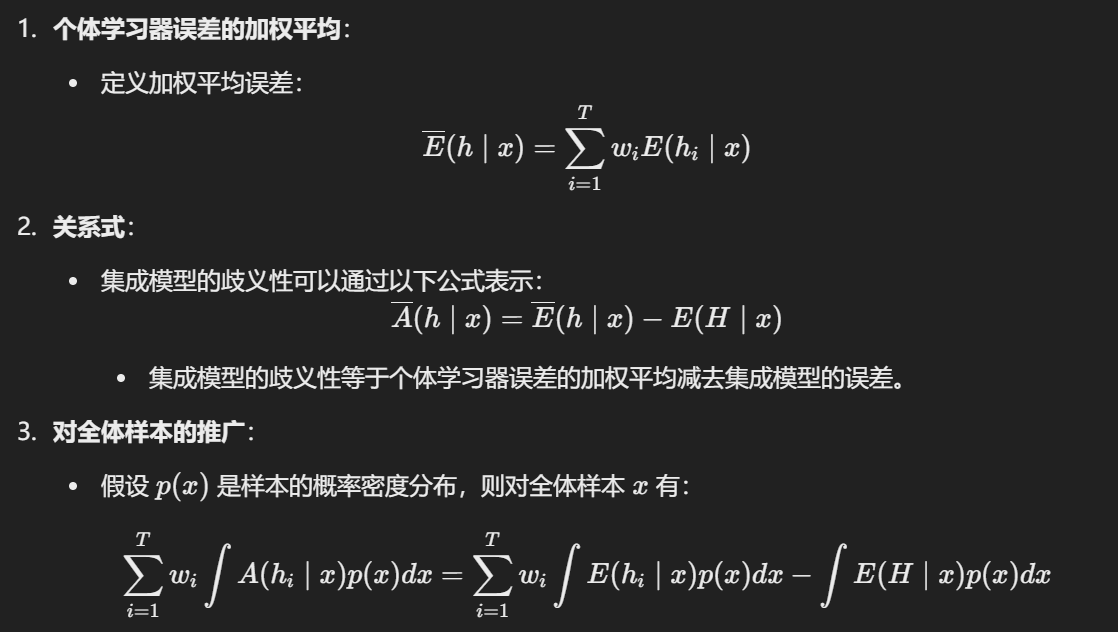 1. 个体学习器误差的加权平均：
• 定义加权平均误差：
$$\overline{E}(h \mid x) = \sum_{i=1}^{T} w_i E(h_i \mid x)$$
2. 关系式：
• 集成模型的歧义性可以通过以下公式表示：
$$\overline{A}(h \mid x) = \overline{E}(h \mid x) - E(H \mid x)$$
• 集成模型的歧义性等于个体学习器误差的加权平均减去集成模型的误差。
3. 对全体样本的推广：
• 假设 $p(x)$ 是样本的概率密度分布，则对全体样本 $x$ 有：
$$\sum_{i=1}^{T} w_i \int A(h_i \mid x)p(x)dx = \sum_{i=1}^{T} w_i \int E(h_i \mid x)p(x)dx - \int E(H \mid x)p(x)dx$$